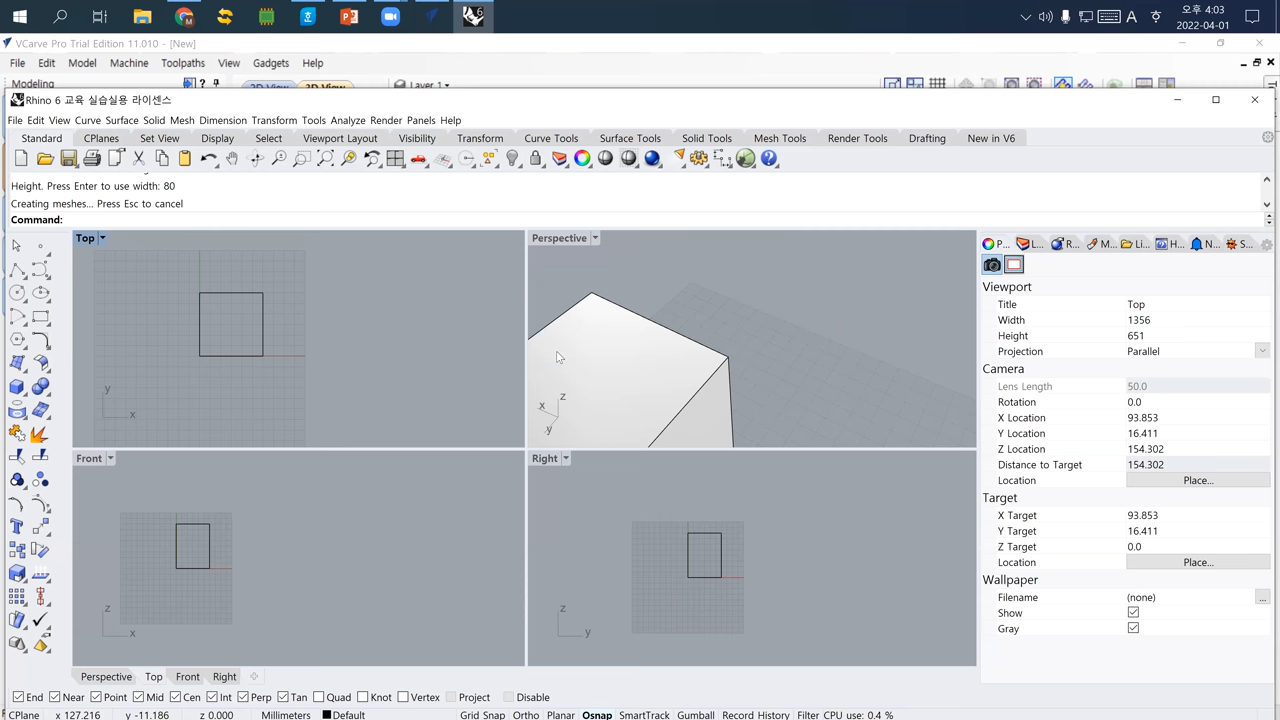 A
오후 4:03
2022-04-01
VCarve Pro Trial Edition 11.010 - [New]
File Edit Model Machine Toolpaths View Gadgets Help
Modeling
2D View 3D View Layer 1
Rhino 6 교육 실습실용 라이센스
File Edit View Curve Surface Solid Mesh Dimension Transform Tools Analyze Render Panels Help
Standard CPlanes Set View Display Select Viewport Layout Visibility Transform Curve Tools Surface Tools Solid Tools Mesh Tools Render Tools Drafting New in V6
Height. Press Enter to use width: 80
Creating meshes... Press Esc to cancel
Command:
Top
y
x
Perspective
z
x
y
Front
z
x
Right
z
y
P... L... R... M... Li... H... N... S...
Viewport
Title Top
Width 1356
Height 651
Projection Parallel
Camera
Lens Length 50.0
Rotation 0.0
X Location 93.853
Y Location 16.411
Z Location 154.302
Distance to Target 154.302
Location Place...
Target
X Target 93.853
Y Target 16.411
Z Target 0.0
Location Place...
Wallpaper
Filename (none) ...
Show
Gray
Perspective Top Front Right
End Near Point Mid Cen Int Perp Tan Quad Knot Vertex Project Disable
CPlane x 127.216 y -11.186 z 0.000 Millimeters Default Grid Snap Ortho Planar Osnap SmartTrack Gumball Record History Filter CPU use: 0.4 %